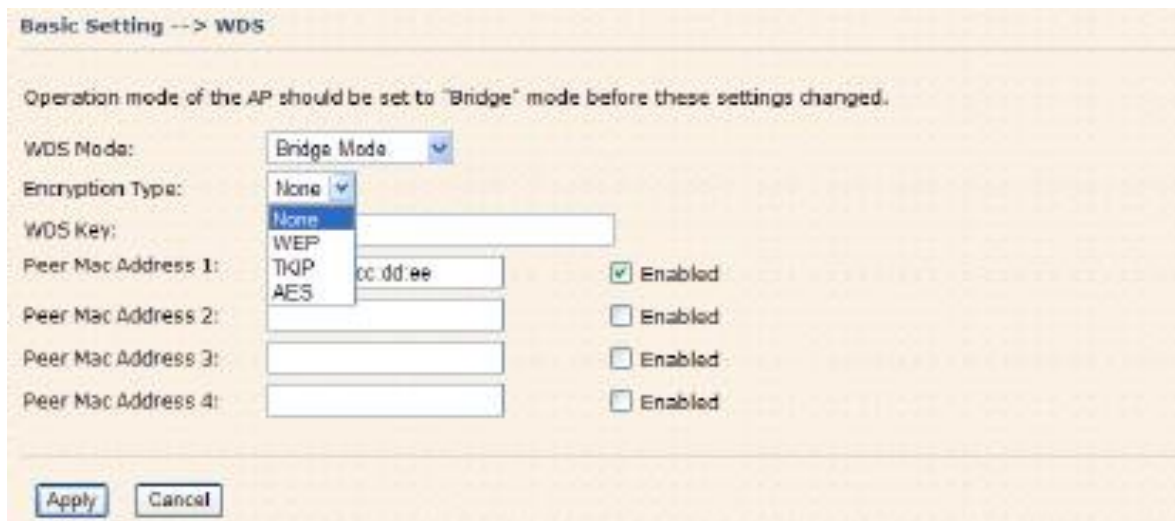 Basic Setting --> WDS
Operation mode of the AP should be set to "Bridge" mode before these settings changed.
WDS Mode: Bridge Mode
Encryption Type: None
None
WEP
TKIP
AES
WDS Key:
Peer Mac Address 1: cc:dd:ee Enabled
Peer Mac Address 2: Enabled
Peer Mac Address 3: Enabled
Peer Mac Address 4: Enabled
Apply Cancel